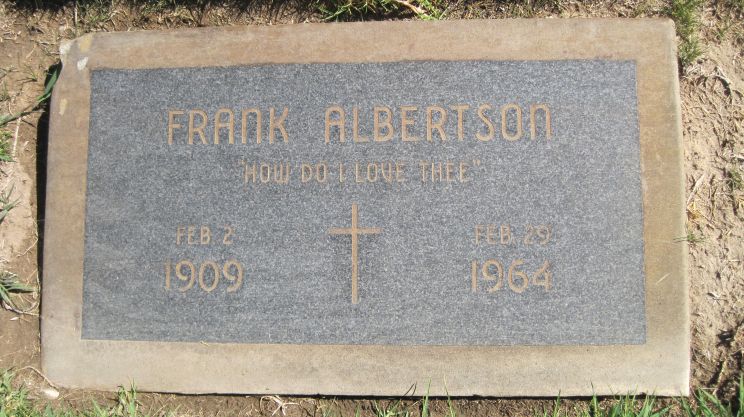 FRANK ALBERTSON
"HOW DO I LOVE THEE"
FEB. 2 FEB. 29
1909 1964